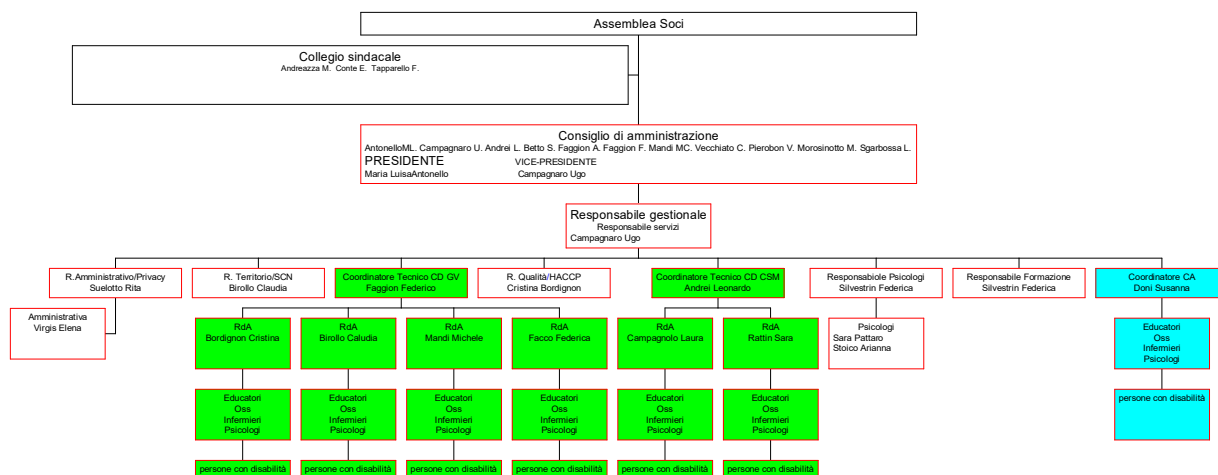 Assemblea Soci
Collegio sindacale
Andreazza M. Conte E. Tapparello F.
Consiglio di amministrazione
AntonelloML. Campagnaro U. Andrei L. Betto S. Faggion A. Faggion F. Mandi MC. Vecchiato C. Pierobon V. Morosinotto M. Sgarbossa L.
PRESIDENTE VICE-PRESIDENTE
Maria LuisaAntonello Campagnaro Ugo
Responsabile gestionale
Responsabile servizi
Campagnaro Ugo
R.Amministrativo/Privacy
Suelotto Rita
R. Territorio/SCN
Birollo Claudia
Coordinatore Tecnico CD GV
Faggion Federico
R. Qualità/HACCP
Cristina Bordignon
Coordinatore Tecnico CD CSM
Andrei Leonardo
Responsabiole Psicologi
Silvestrin Federica
Responsabile Formazione
Silvestrin Federica
Coordinatore CA
Doni Susanna
Amministrativa
Virgis Elena
RdA
Bordignon Cristina
RdA
Birollo Caludia
RdA
Mandi Michele
RdA
Facco Federica
RdA
Campagnolo Laura
RdA
Rattin Sara
Psicologi
Sara Pattaro
Stoico Arianna
Educatori
Oss
Infermieri
Psicologi
Educatori
Oss
Infermieri
Psicologi
Educatori
Oss
Infermieri
Psicologi
Educatori
Oss
Infermieri
Psicologi
Educatori
Oss
Infermieri
Psicologi
Educatori
Oss
Infermieri
Psicologi
Educatori
Oss
Infermieri
Psicologi
persone con disabilità
persone con disabilità
persone con disabilità
persone con disabilità
persone con disabilità
persone con disabilità
persone con disabilità